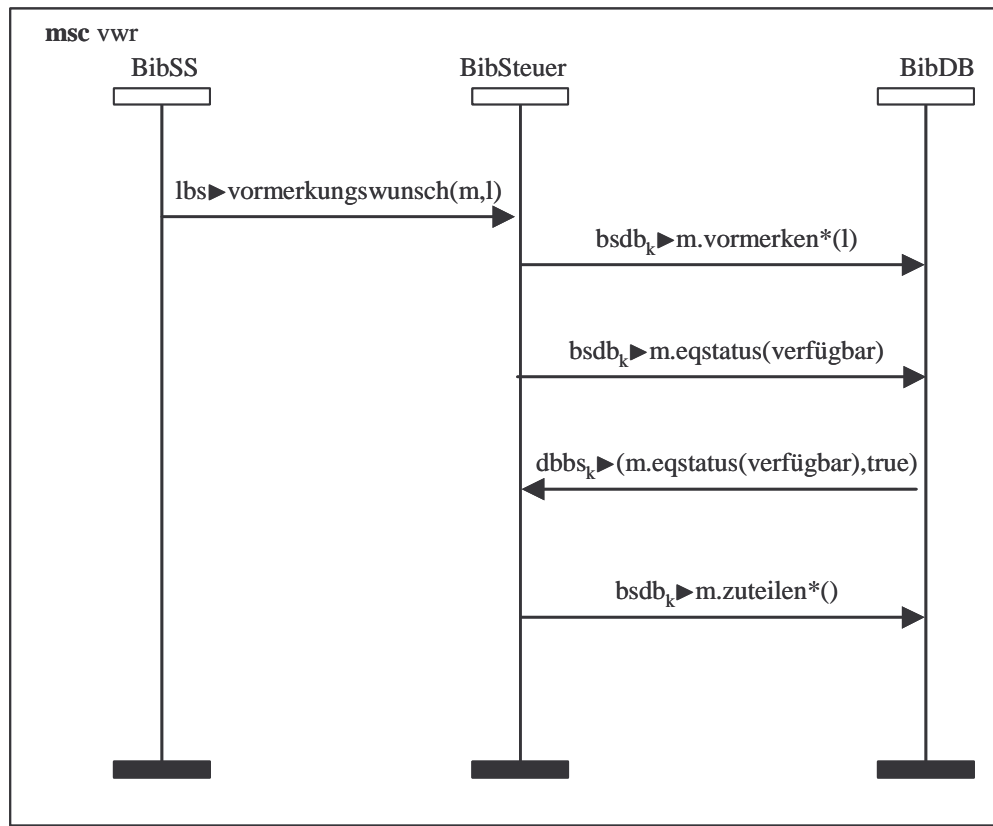 msc vwr
BibSS BibSteuer BibDB
lbs►vormerkungswunsch(m,l)
bsdbk►m.vormerken*(l)
bsdbk►m.eqstatus(verfügbar)
dbbsk►(m.eqstatus(verfügbar),true)
bsdbk►m.zuteilen*()